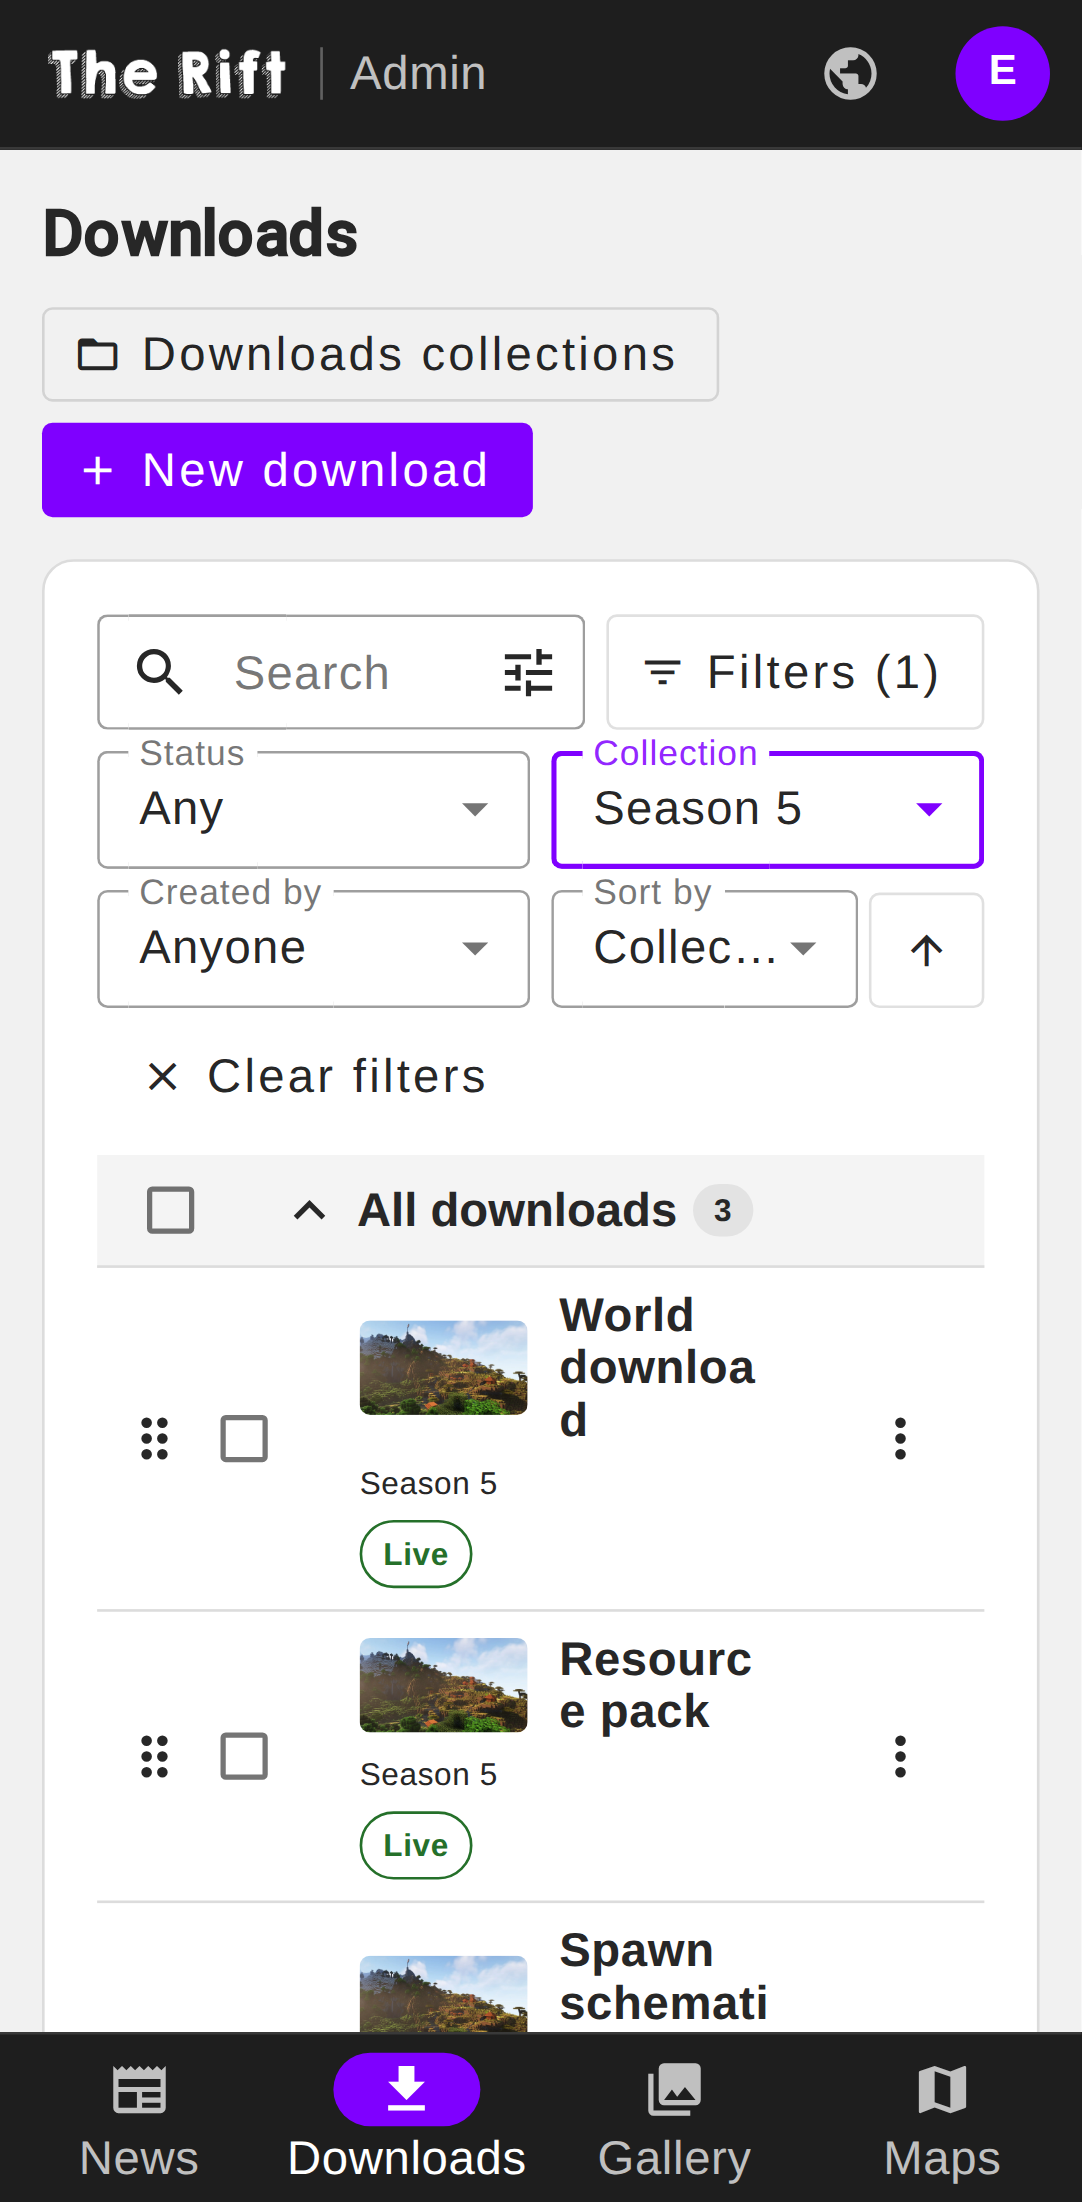 The Rift Admin E
Downloads
Downloads collections
New download
Search Filters (1)
Status Collection
Any Season 5
Created by Sort by
Anyone Collec...
Clear filters
All downloads 3
World
downloa
d
Season 5
Live
Resourc
e pack
Season 5
Live
Spawn
schemati
News Downloads Gallery Maps